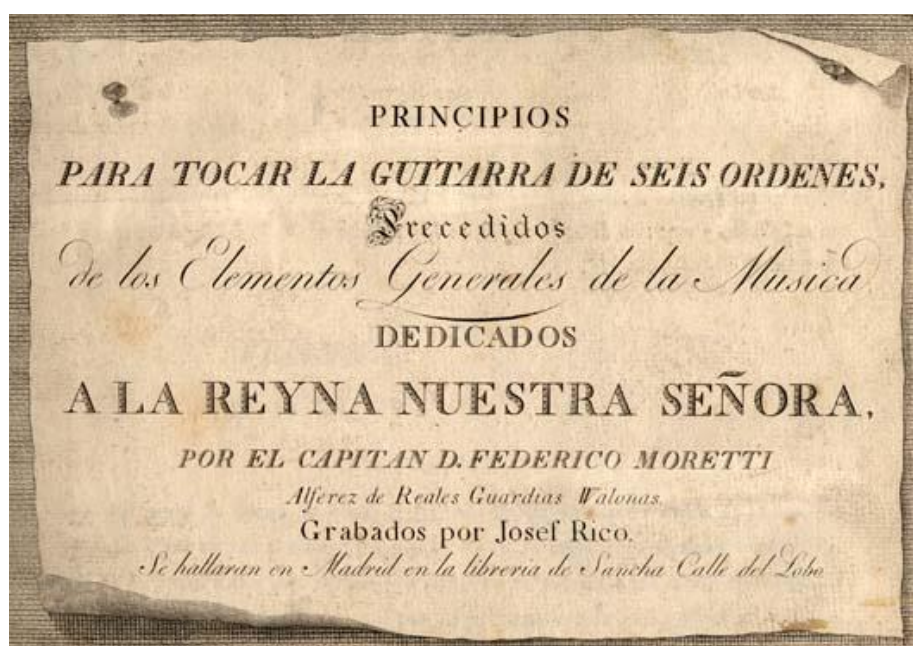 PRINCIPIOS
PARA TOCAR LA GUITARRA DE SEIS ORDENES,
Precedidos
de los Elementos Generales de la Musica
DEDICADOS
A LA REYNA NUESTRA SEÑORA,
POR EL CAPITAN D. FEDERICO MORETTI
Alferez de Reales Guardias Walonas.
Grabados por Josef Rico.
Se hallaran en Madrid en la libreria de Sancha Calle del Lobo